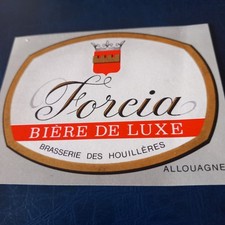 Forcia
BIÈRE DE LUXE
BRASSERIE DES HOUILLÈRES
ALLOUAGNE